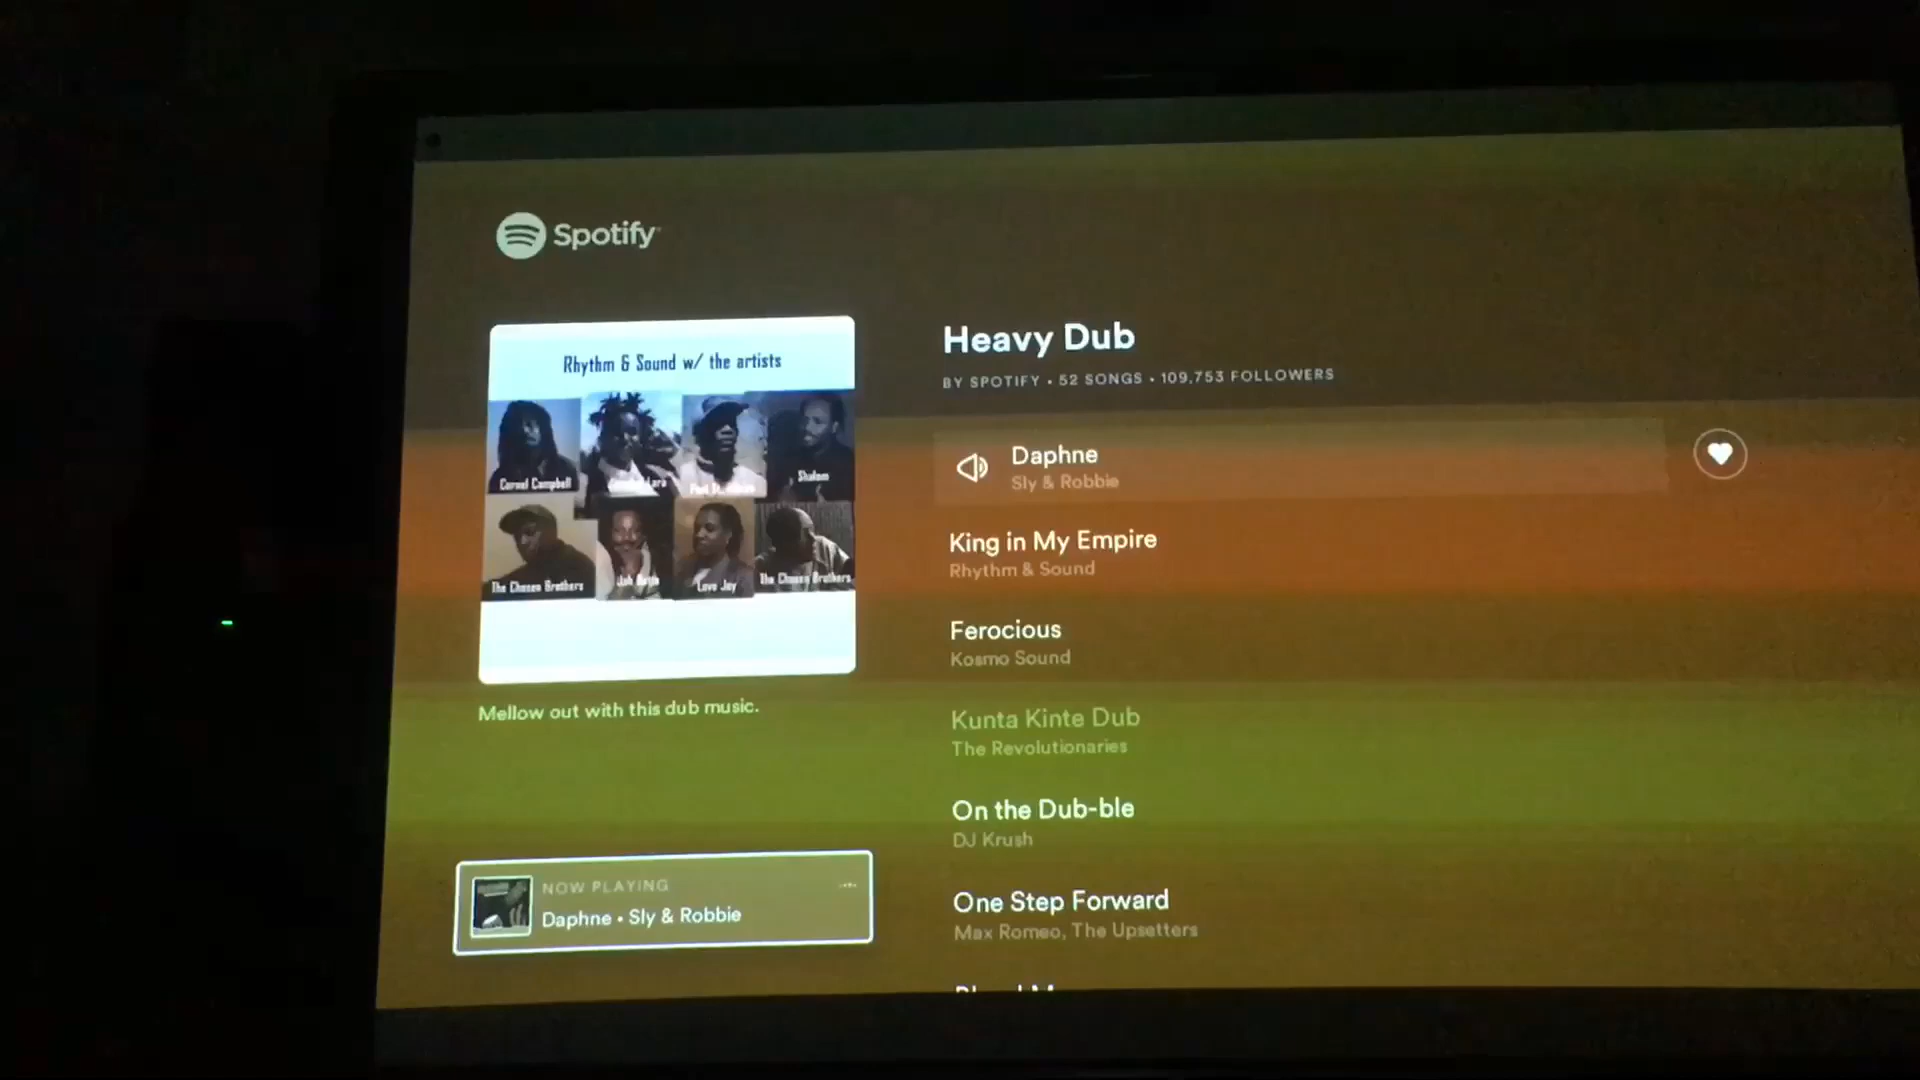 Spotify
Rhythm & Sound w/ the artists
Cornel Campbell
Shalom
The Chosen Brothers
Love Joy
The Chosen Brothers
Mellow out with this dub music.
NOW PLAYING
Daphne • Sly & Robbie
Heavy Dub
BY SPOTIFY • 52 SONGS • 109,753 FOLLOWERS
Daphne
Sly & Robbie
King in My Empire
Rhythm & Sound
Ferocious
Kosmo Sound
Kunta Kinte Dub
The Revolutionaries
On the Dub-ble
DJ Krush
One Step Forward
Max Romeo, The Upsetters